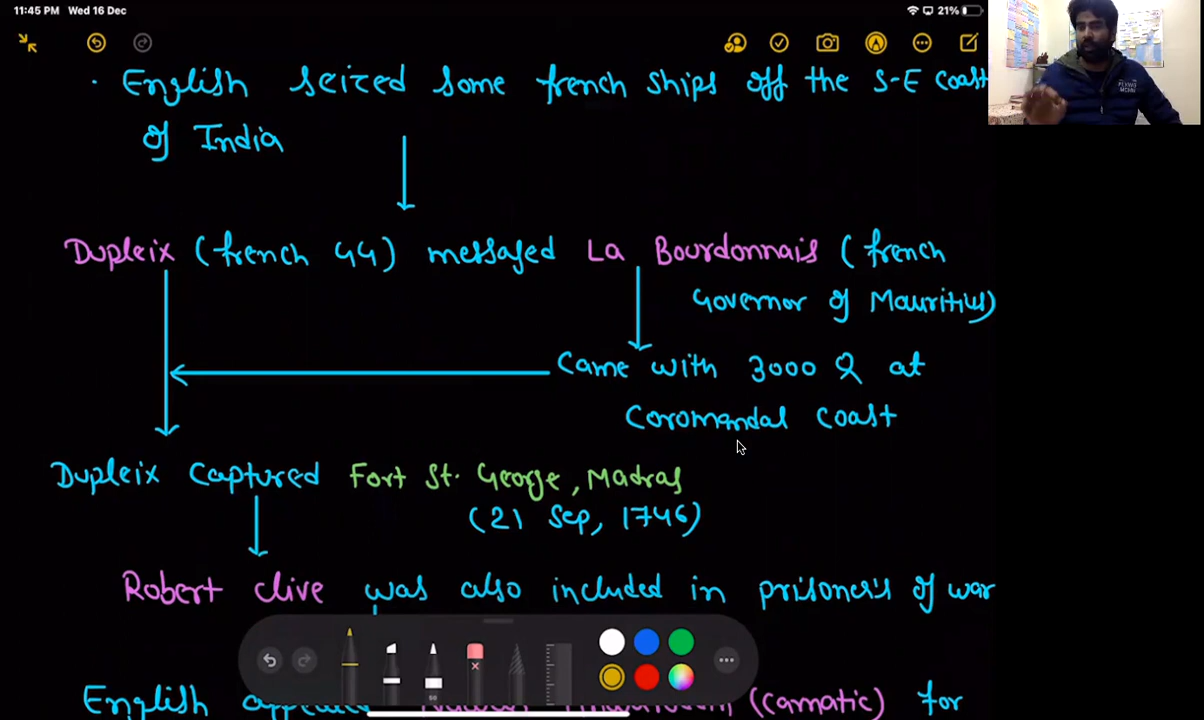 11:45 PM Wed 16 Dec
21%
· English seized some french ships off the S-E coast
of India
Dupleix (french GG) messaged La Bourdonnais (french
Governor of Mauritius)
Came with 3000 at
Coromandal coast
Dupleix Captured Fort St. George, Madras
(21 Sep, 1746)
Robert clive was also included in prisoner's of war
English (carnatic) for